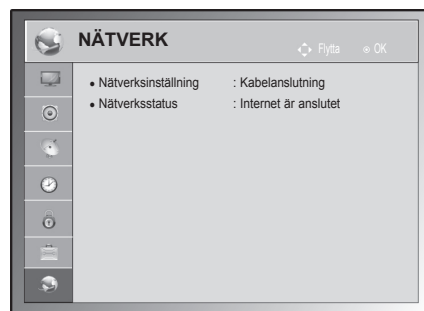 NÄTVERK
Flytta OK
• Nätverksinställning : Kabelanslutning
• Nätverksstatus : Internet är anslutet